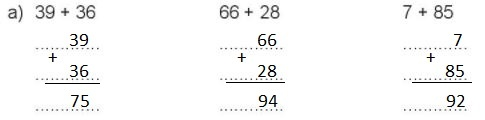 a) 39 + 36 66 + 28 7 + 85
39 66 7
+ + +
36 28 85
75 94 92